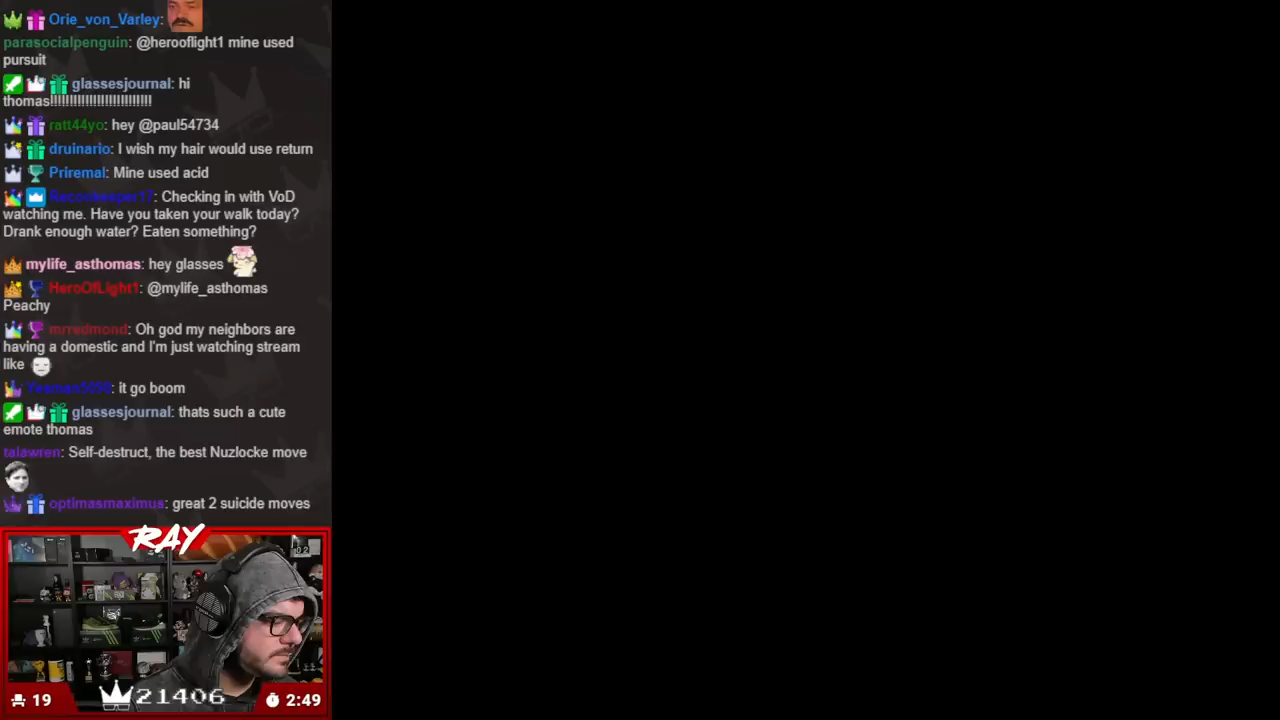 Orie_von_Varley:
parasocialpenguin: @herooflight1 mine used
pursuit
glassesjournal: hi
thomas!!!!!!!!!!!!!!!!!!!!!!!!!!
ratt44yo: hey @paul54734
druinario: I wish my hair would use return
Priremal: Mine used acid
Reconkeeper17: Checking in with VoD
watching me. Have you taken your walk today?
Drank enough water? Eaten something?
mylife_asthomas: hey glasses
HeroOfLight1: @mylife_asthomas
Peachy
mrredmond: Oh god my neighbors are
having a domestic and I'm just watching stream
like
Yeaman5050: it go boom
glassesjournal: thats such a cute
emote thomas
talawren: Self-destruct, the best Nuzlocke move
optimasmaximus: great 2 suicide moves
RAY
19
21406
2:49